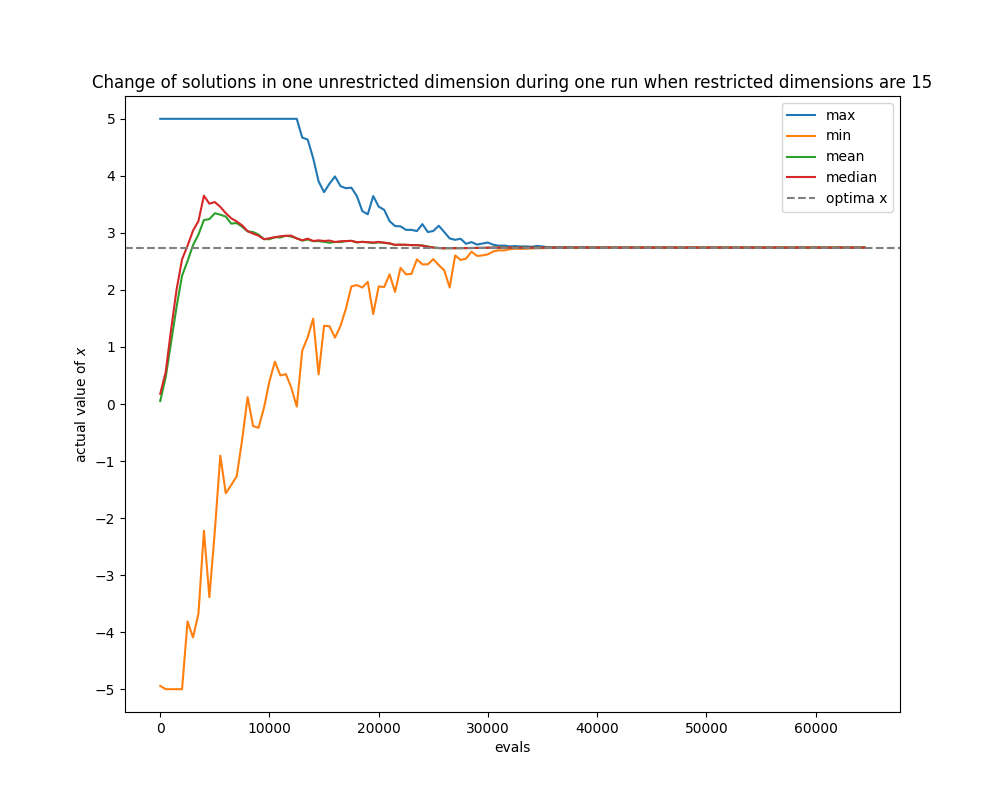 Change of solutions in one unrestricted dimension during one run when restricted dimensions are 15
max
min
mean
median
optima x
5
4
3
2
1
0
−1
−2
−3
−4
−5
actual value of x
0 10000 20000 30000 40000 50000 60000
evals